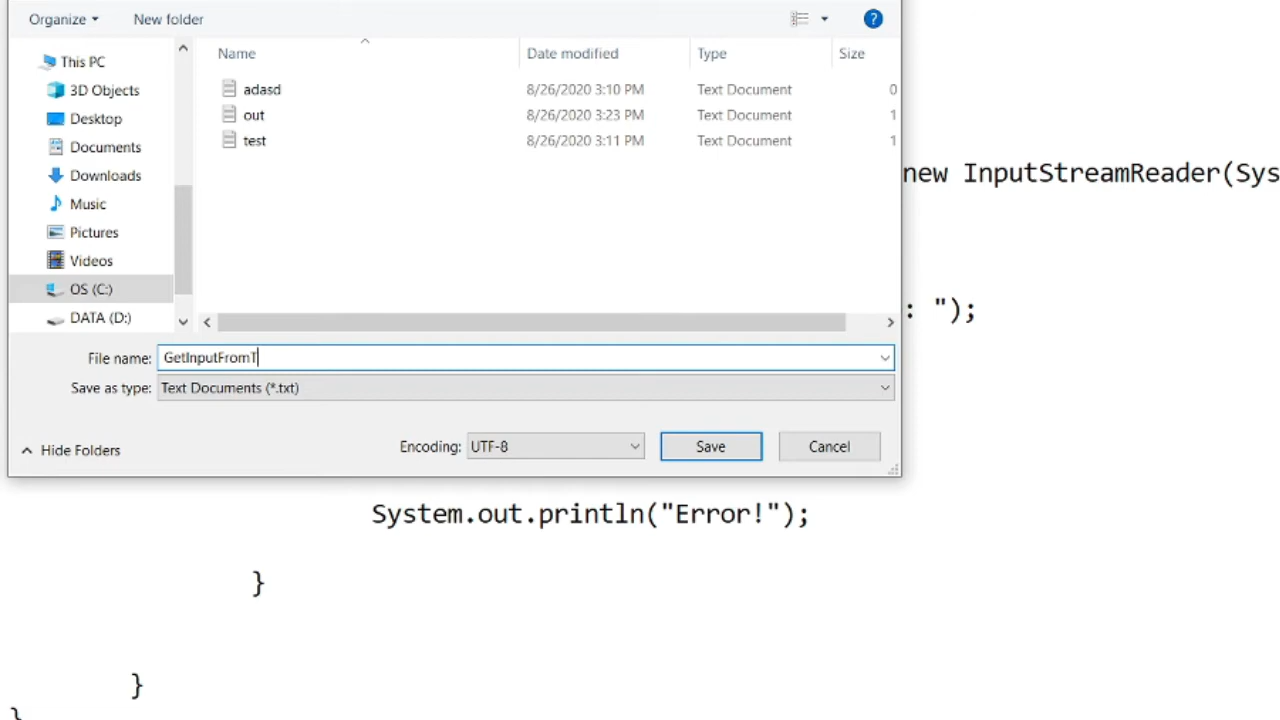 Organize
New folder
?
Name
Date modified
Type
Size
This PC
3D Objects
Desktop
Documents
Downloads
Music
Pictures
Videos
OS (C:)
DATA (D:)
adasd 8/26/2020 3:10 PM Text Document 0
out 8/26/2020 3:23 PM Text Document 1
test 8/26/2020 3:11 PM Text Document 1
File name: GetInputFromT
Save as type: Text Documents (*.txt)
Hide Folders
Encoding: UTF-8
Save
Cancel
new InputStreamReader(Sys
: ");
System.out.println("Error!");
}
}
}